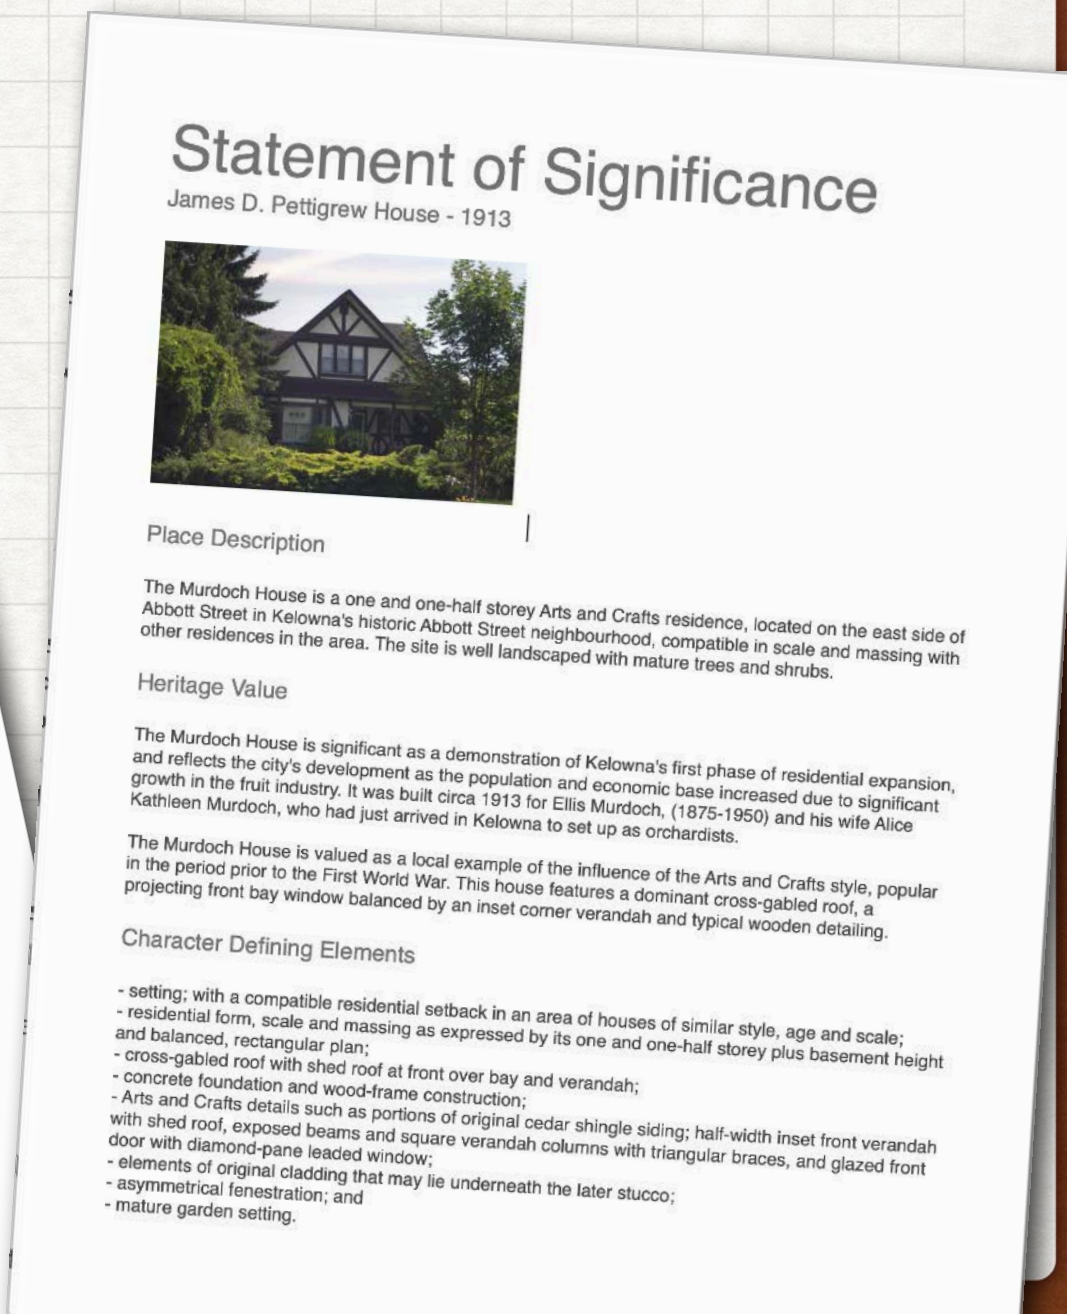 Statement of Significance
James D. Pettigrew House - 1913
Place Description
The Murdoch House is a one and one-half storey Arts and Crafts residence, located on the east side of
Abbott Street in Kelowna's historic Abbott Street neighbourhood, compatible in scale and massing with
other residences in the area. The site is well landscaped with mature trees and shrubs.
Heritage Value
The Murdoch House is significant as a demonstration of Kelowna's first phase of residential expansion,
and reflects the city's development as the population and economic base increased due to significant
growth in the fruit industry. It was built circa 1913 for Ellis Murdoch, (1875-1950) and his wife Alice
Kathleen Murdoch, who had just arrived in Kelowna to set up as orchardists.
The Murdoch House is valued as a local example of the influence of the Arts and Crafts style, popular
in the period prior to the First World War. This house features a dominant cross-gabled roof, a
projecting front bay window balanced by an inset corner verandah and typical wooden detailing.
Character Defining Elements
- setting; with a compatible residential setback in an area of houses of similar style, age and scale;
- residential form, scale and massing as expressed by its one and one-half storey plus basement height
and balanced, rectangular plan;
- cross-gabled roof with shed roof at front over bay and verandah;
- concrete foundation and wood-frame construction;
- Arts and Crafts details such as portions of original cedar shingle siding; half-width inset front verandah
with shed roof, exposed beams and square verandah columns with triangular braces, and glazed front
door with diamond-pane leaded window;
- elements of original cladding that may lie underneath the later stucco;
- asymmetrical fenestration; and
- mature garden setting.